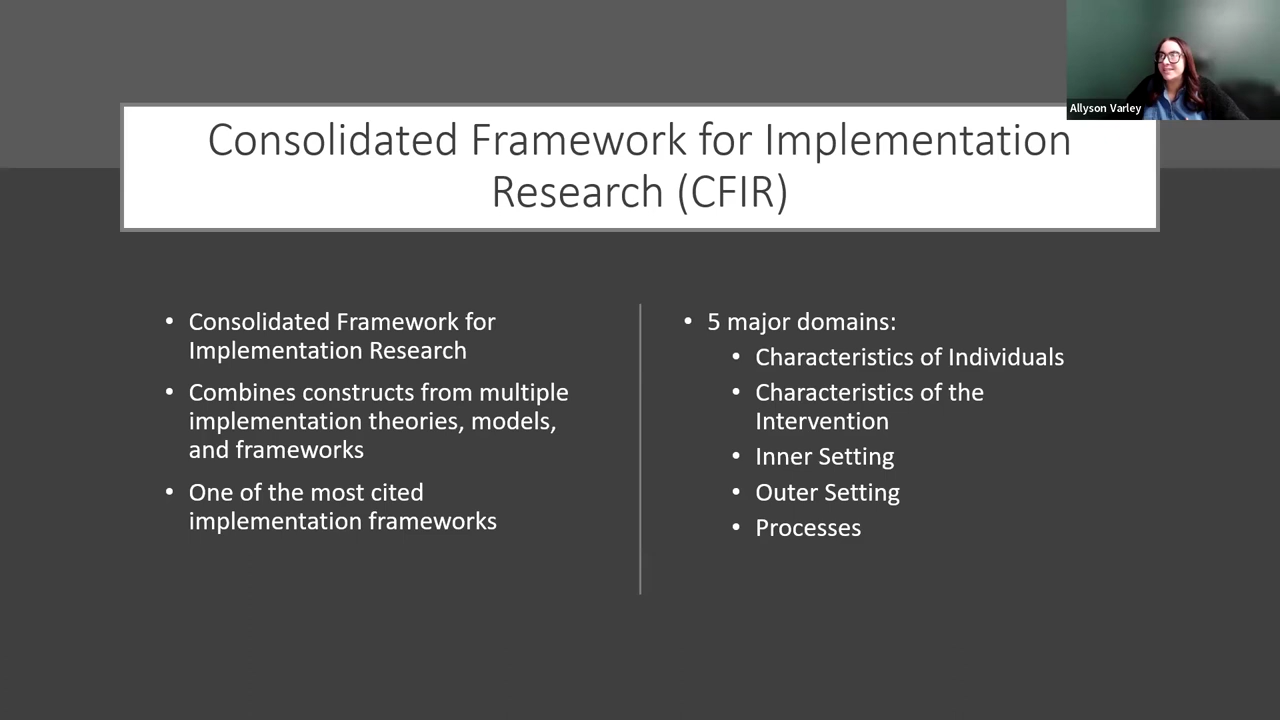 Allyson Varley
Consolidated Framework for Implementation
Research (CFIR)
• Consolidated Framework for
Implementation Research
• Combines constructs from multiple
implementation theories, models,
and frameworks
• One of the most cited
implementation frameworks
• 5 major domains:
• Characteristics of Individuals
• Characteristics of the
Intervention
• Inner Setting
• Outer Setting
• Processes